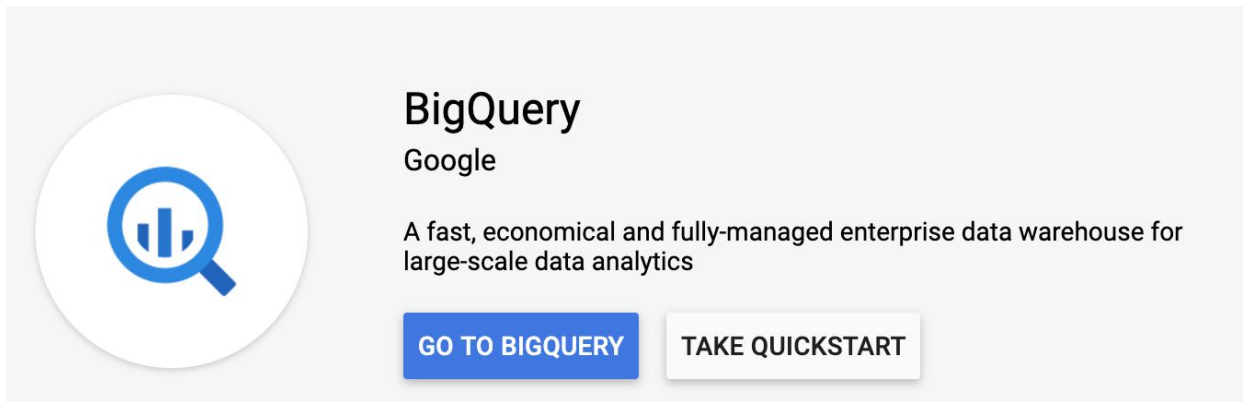 BigQuery
Google
A fast, economical and fully-managed enterprise data warehouse for
large-scale data analytics
GO TO BIGQUERY
TAKE QUICKSTART